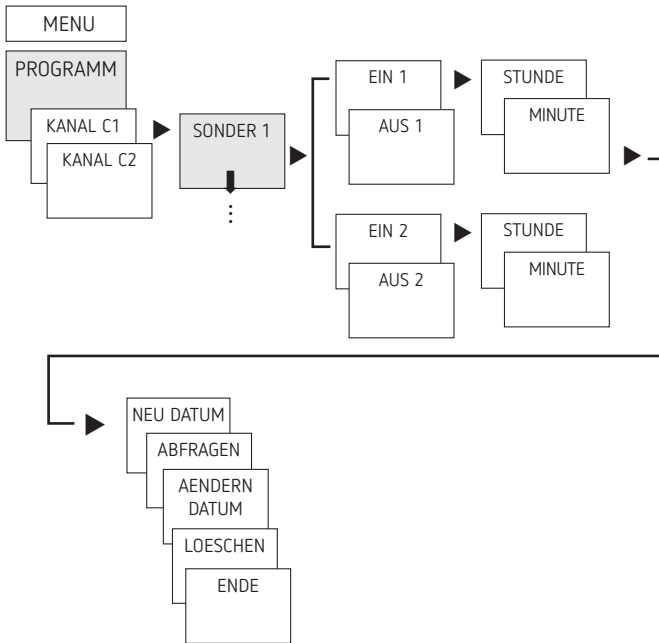 MENU
PROGRAMM
KANAL C1
KANAL C2
SONDER 1
EIN 1
AUS 1
STUNDE
MINUTE
EIN 2
AUS 2
STUNDE
MINUTE
NEU DATUM
ABFRAGEN
AENDERN
DATUM
LOESCHEN
ENDE